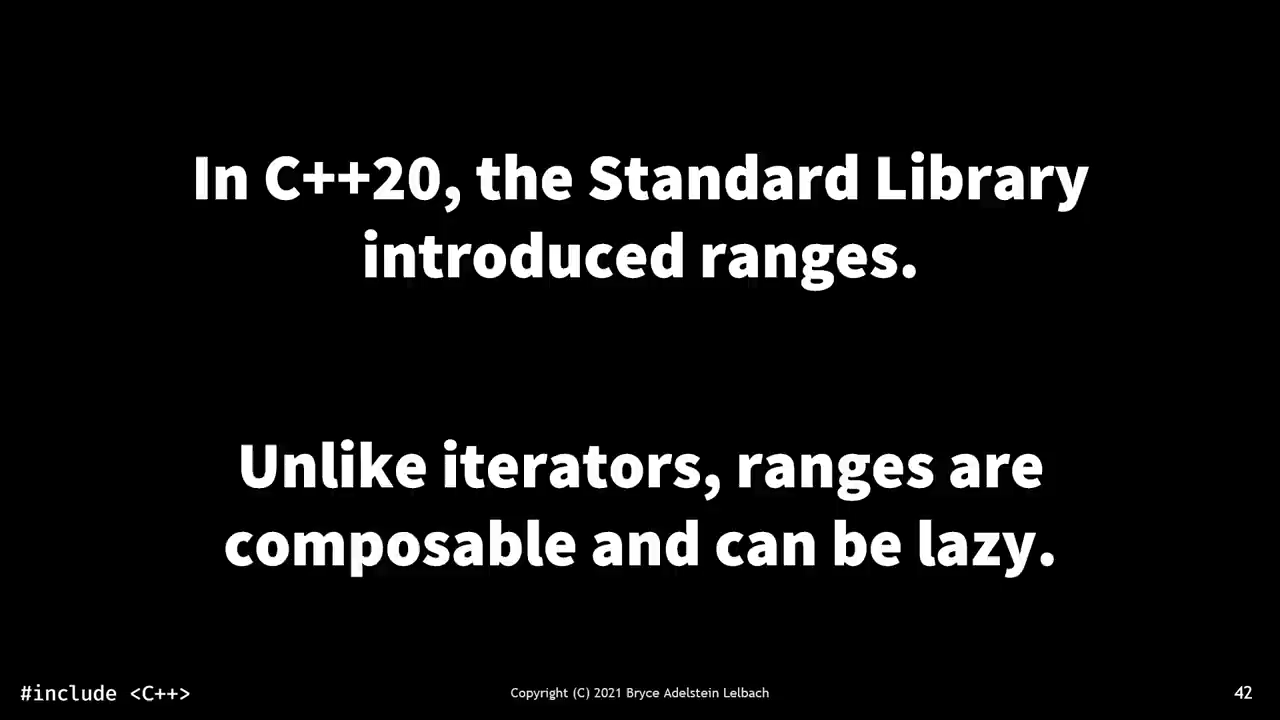 In C++20, the Standard Library
introduced ranges.
Unlike iterators, ranges are
composable and can be lazy.
#include <C++>
Copyright (C) 2021 Bryce Adelstein Lelbach
42